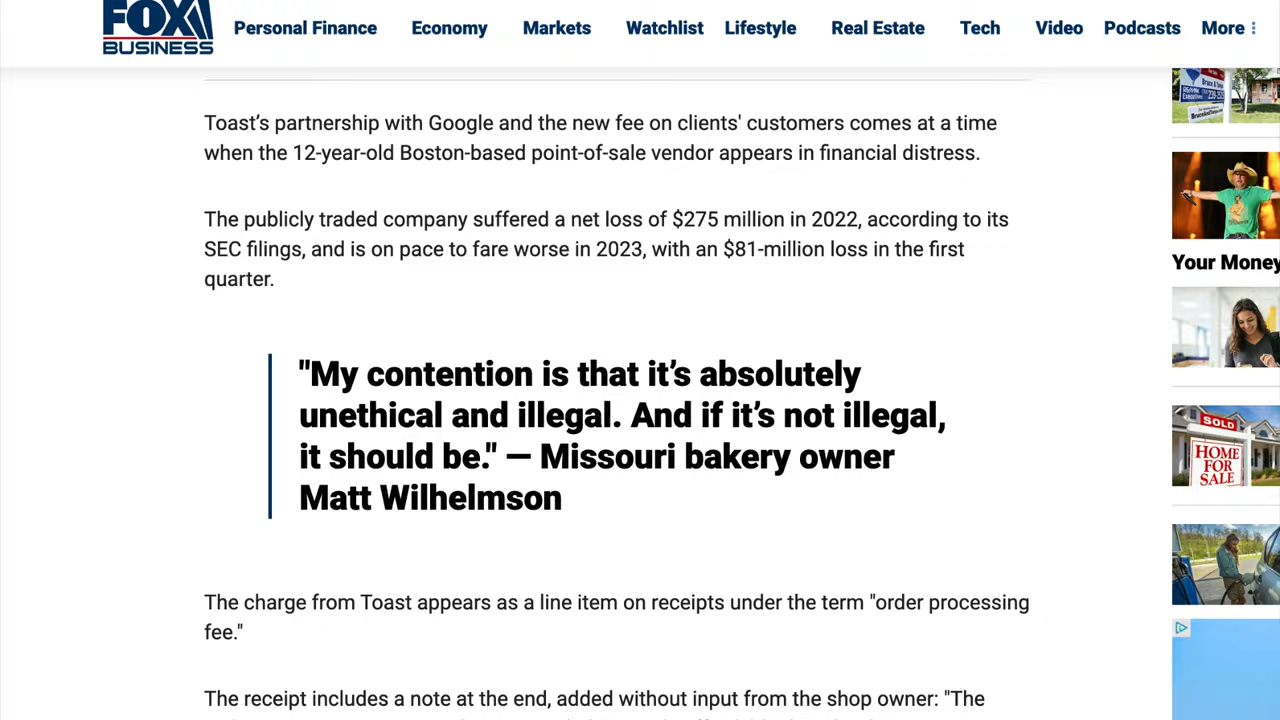 FOX
BUSINESS
Personal Finance
Economy
Markets
Watchlist
Lifestyle
Real Estate
Tech
Video
Podcasts
More
Toast’s partnership with Google and the new fee on clients' customers comes at a time
when the 12-year-old Boston-based point-of-sale vendor appears in financial distress.
The publicly traded company suffered a net loss of $275 million in 2022, according to its
SEC filings, and is on pace to fare worse in 2023, with an $81-million loss in the first
quarter.
"My contention is that it’s absolutely
unethical and illegal. And if it’s not illegal,
it should be." — Missouri bakery owner
Matt Wilhelmson
The charge from Toast appears as a line item on receipts under the term "order processing
fee."
The receipt includes a note at the end, added without input from the shop owner: "The
Your Money
SOLD
HOME
FOR
SALE